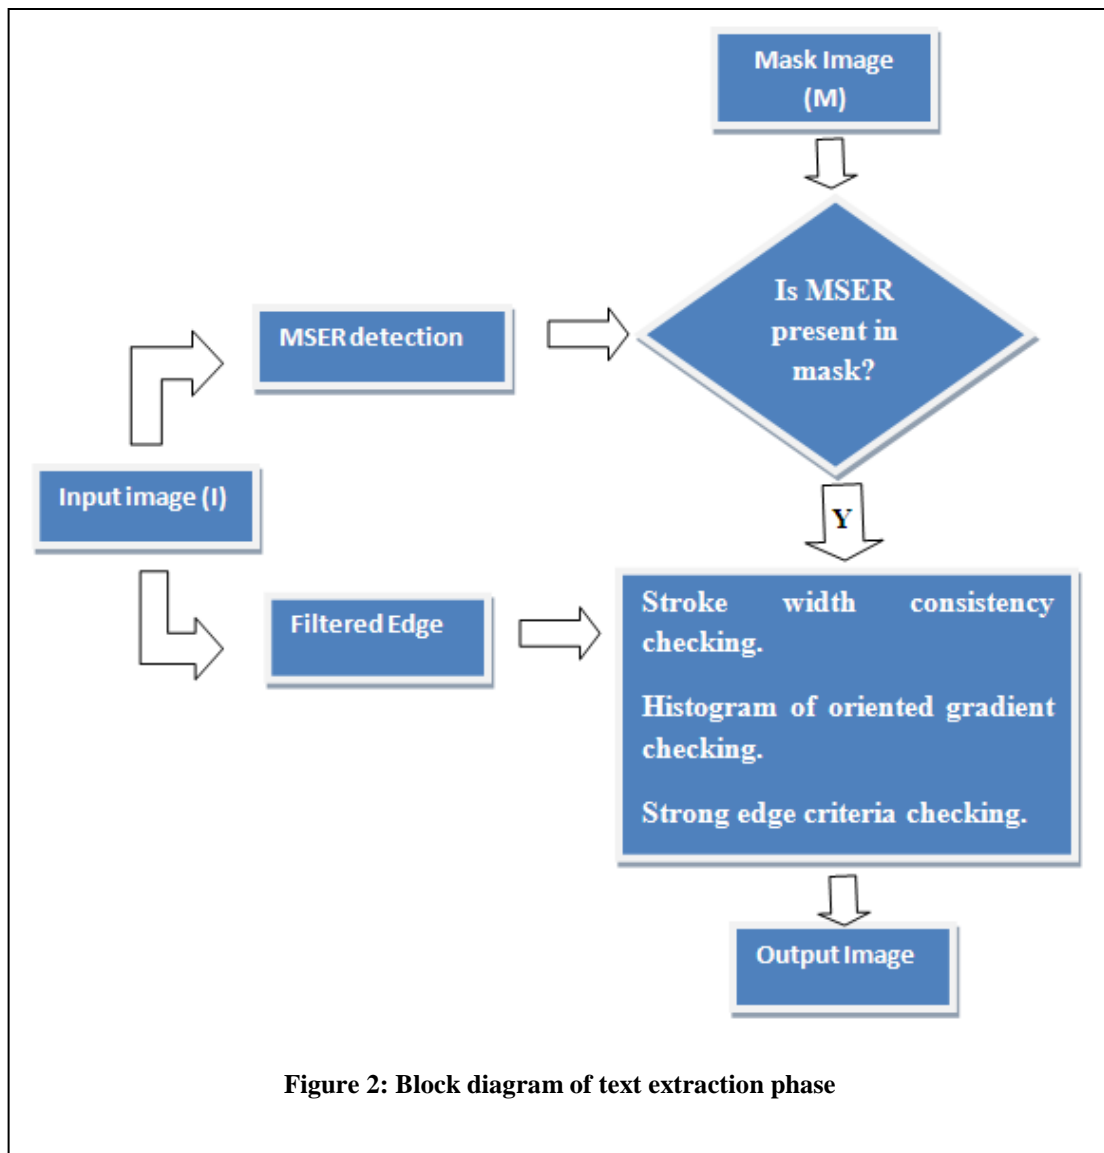 Mask Image
(M)
Is MSER
present in
mask?
MSER detection
Input image (I)
Y
Filtered Edge
Stroke width consistency
checking.
Histogram of oriented gradient
checking.
Strong edge criteria checking.
Output Image
Figure 2: Block diagram of text extraction phase